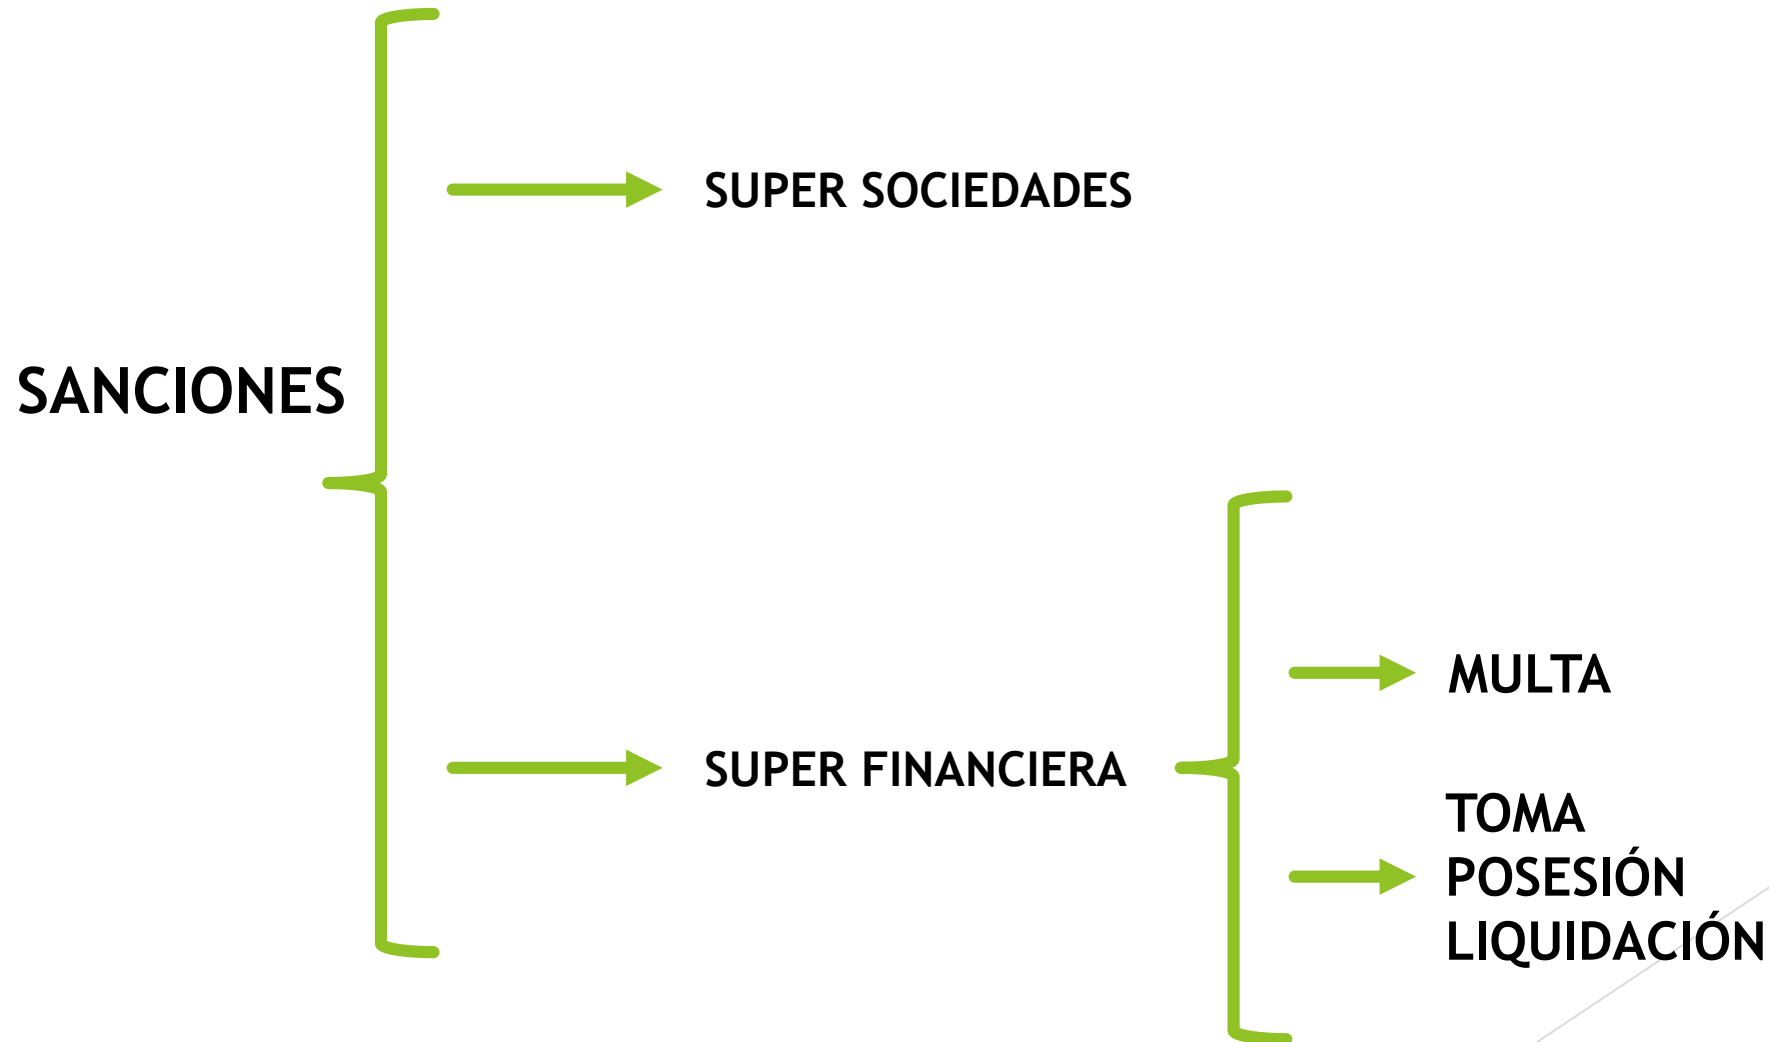 SUPER SOCIEDADES
SANCIONES
SUPER FINANCIERA
MULTA
TOMA
POSESIÓN
LIQUIDACIÓN